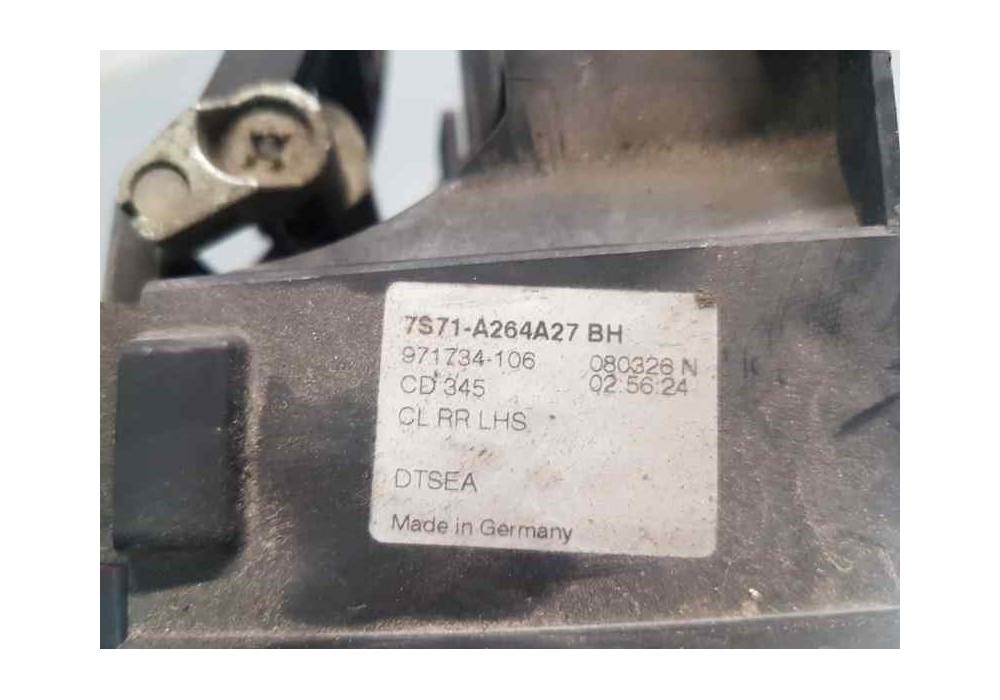 7S71-A264A27 BH
971734-106 080326 N
CD 345 02:56:24
CL RR LHS
DTSEA
Made in Germany